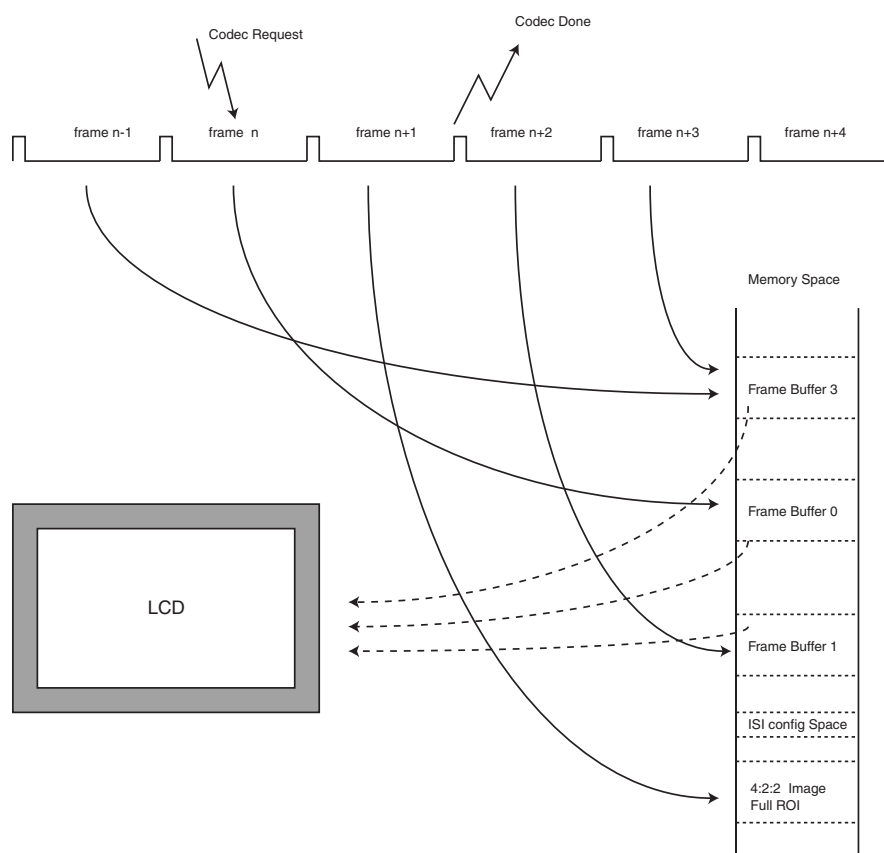 Codec Request
Codec Done
frame n-1
frame n
frame n+1
frame n+2
frame n+3
frame n+4
Memory Space
Frame Buffer 3
Frame Buffer 0
LCD
Frame Buffer 1
ISI config Space
4:2:2 Image
Full ROI